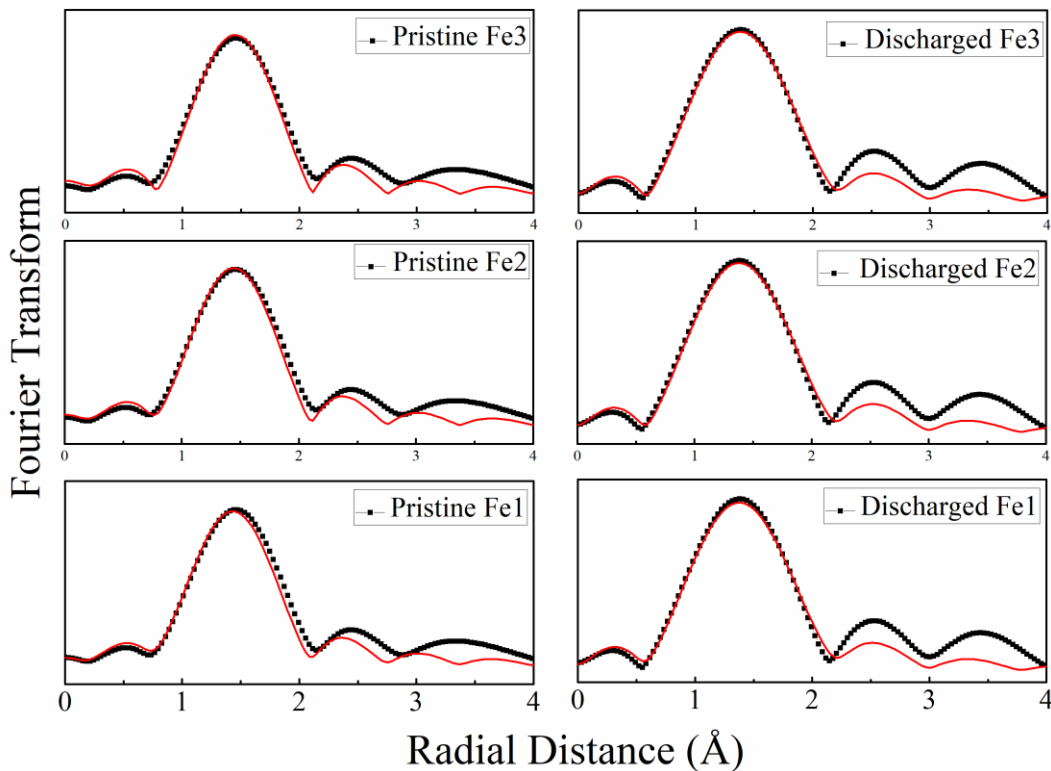 Fourier Transform
Pristine Fe3
0 1 2 3 4
Discharged Fe3
0 1 2 3 4
Pristine Fe2
0 1 2 3 4
Discharged Fe2
0 1 2 3 4
Pristine Fe1
0 1 2 3 4
Discharged Fe1
0 1 2 3 4
Radial Distance (Å)